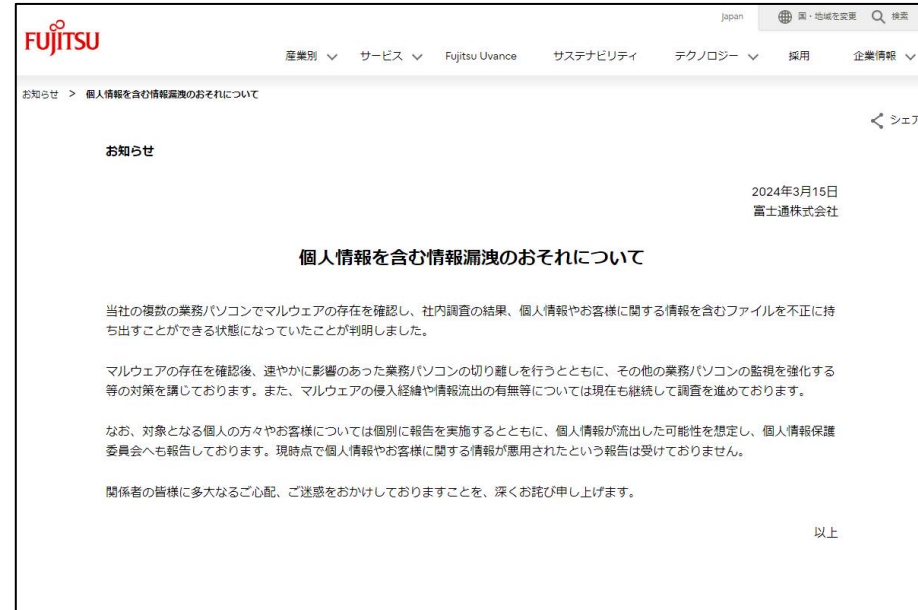 Japan 国・地域を変更 検索
FUJITSU
産業別 サービス Fujitsu Uvance サステナビリティ テクノロジー 採用 企業情報
お知らせ > 個人情報を含む情報漏洩のおそれについて
シェア
お知らせ
2024年3月15日
富士通株式会社
個人情報を含む情報漏洩のおそれについて
当社の複数の業務パソコンでマルウェアの存在を確認し、社内調査の結果、個人情報やお客様に関する情報を含むファイルを不正に持
ち出すことができる状態になっていたことが判明しました。
マルウェアの存在を確認後、速やかに影響のあった業務パソコンの切り離しを行うとともに、その他の業務パソコンの監視を強化する
等の対策を講じております。また、マルウェアの侵入経緯や情報流出の有無等については現在も継続して調査を進めております。
なお、対象となる個人の方々やお客様については個別に報告を実施するとともに、個人情報が流出した可能性を想定し、個人情報保護
委員会へも報告しております。現時点で個人情報やお客様に関する情報が悪用されたという報告は受けておりません。
関係者の皆様に多大なるご心配、ご迷惑をおかけしておりますことを、深くお詫び申し上げます。
以上